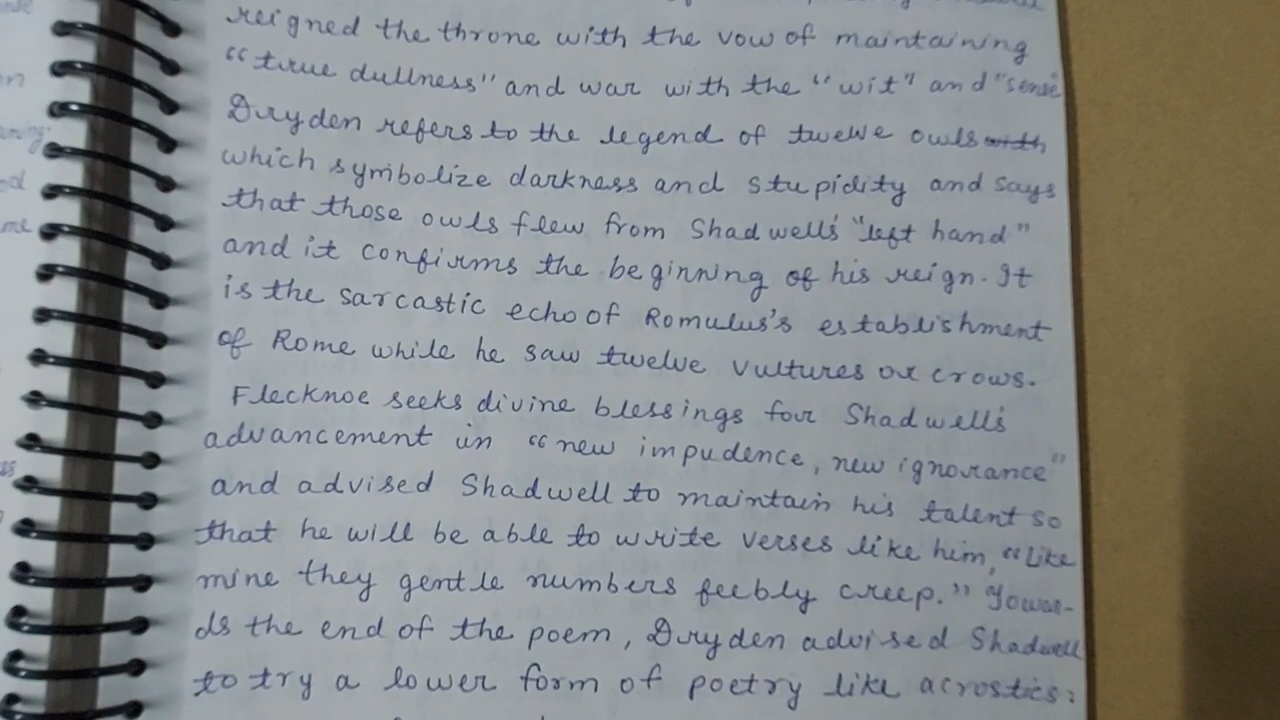 reigned the throne with the vow of maintaining
"true dullness" and war with the "wit" and "sense
Dryden refers to the legend of twelve owls with
which symbolize darkness and stupidity and says
that those owls flew from Shadwell's "left hand"
and it confirms the beginning of his reign. It
is the sarcastic echo of Romulus's establishment
of Rome while he saw twelve vultures or crows.
Flecknoe seeks divine blessings for Shadwell's
advancement in "new impudence, new ignorance"
and advised Shadwell to maintain his talent so
that he will be able to write verses like him, "Like
mine they gentle numbers feebly creep." Towar-
ds the end of the poem, Dryden advised Shadwell
to try a lower form of poetry like acrostics.